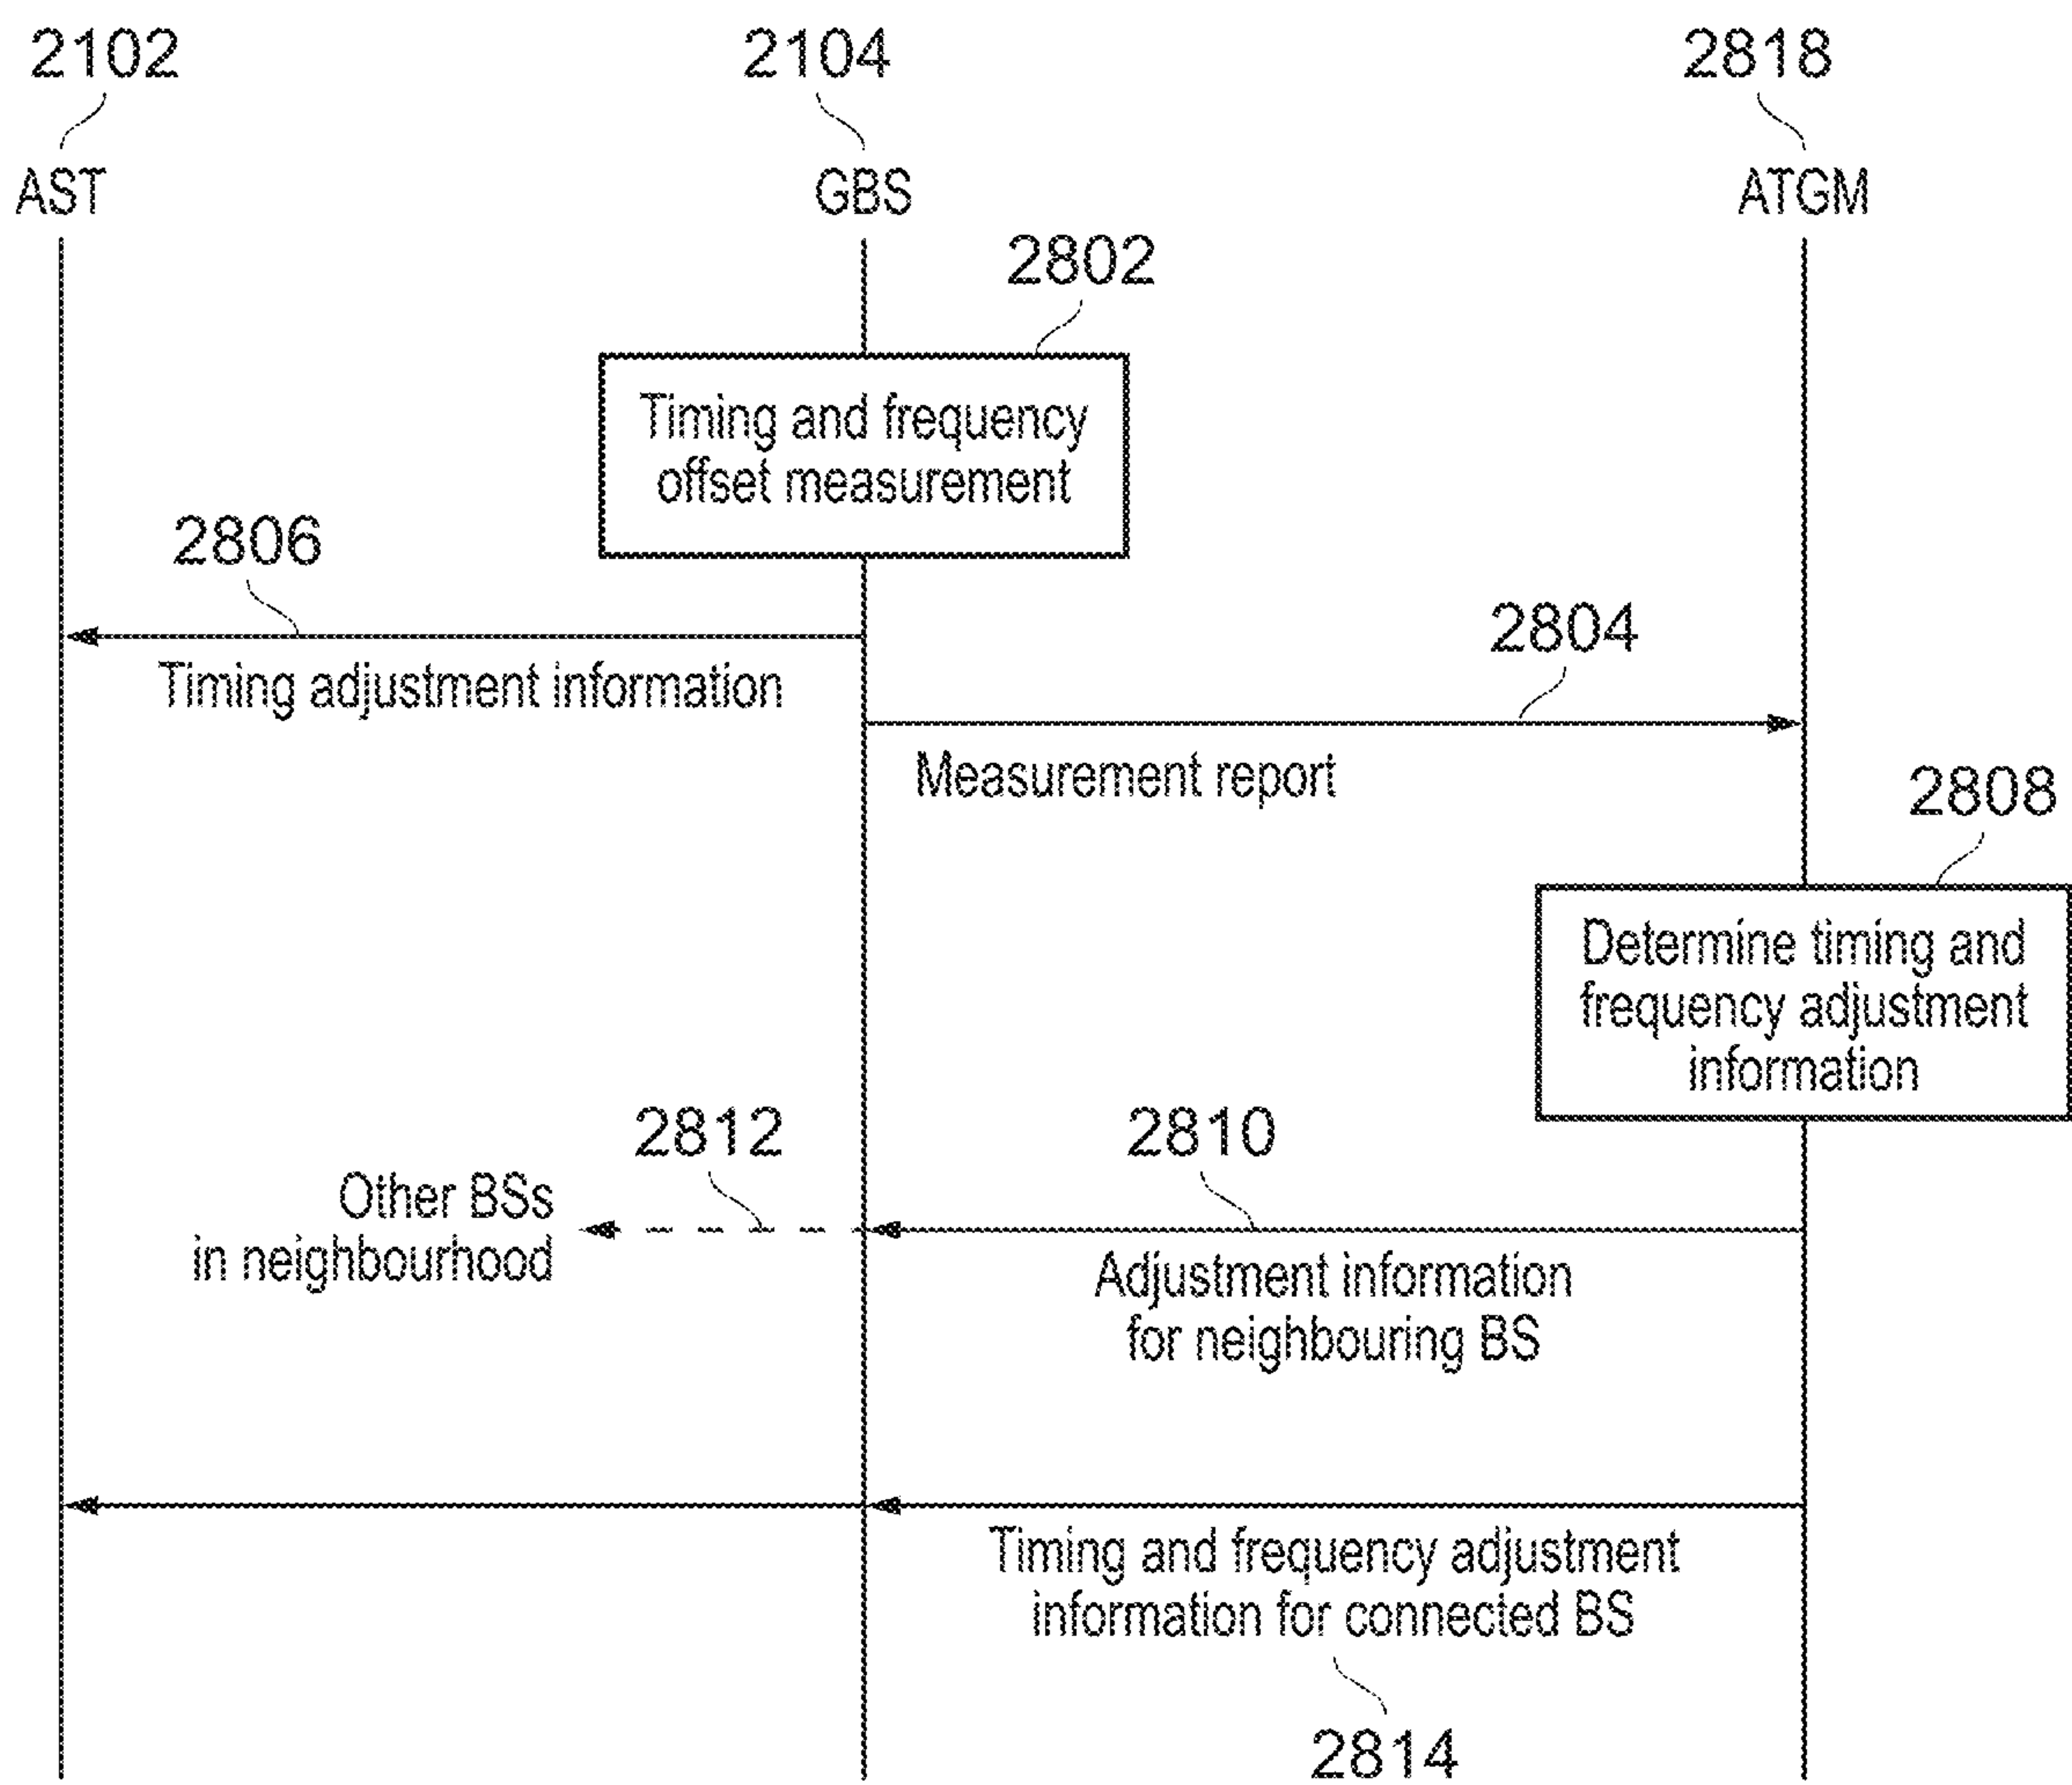 2102
2104
2818
AST
GBS
ATGM
2802
Timing and frequency
offset measurement
2806
Timing adjustment information
2804
Measurement report
2808
Determine timing and
frequency adjustment
information
2812
2810
Other BSs
in neighbourhood
Adjustment information
for neighbouring BS
Timing and frequency adjustment
information for connected BS
2814